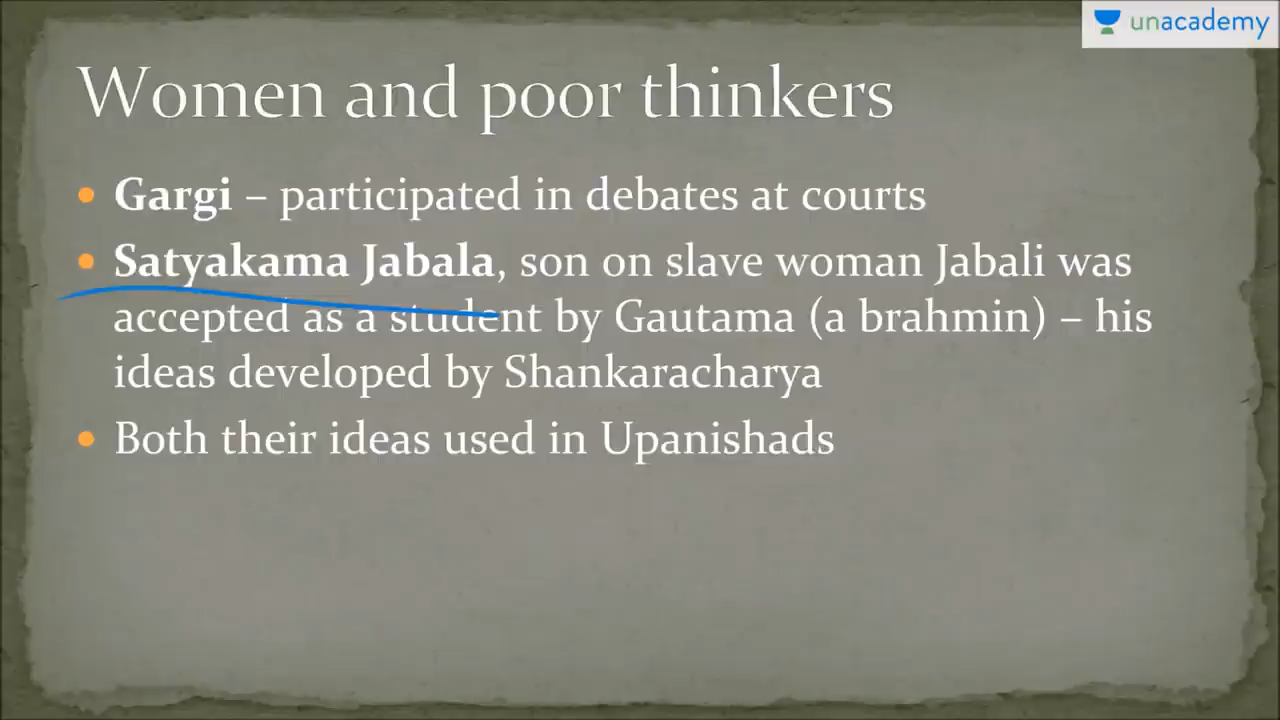 unacademy
Women and poor thinkers
• Gargi – participated in debates at courts
• Satyakama Jabala, son on slave woman Jabali was
accepted as a student by Gautama (a brahmin) – his
ideas developed by Shankaracharya
• Both their ideas used in Upanishads